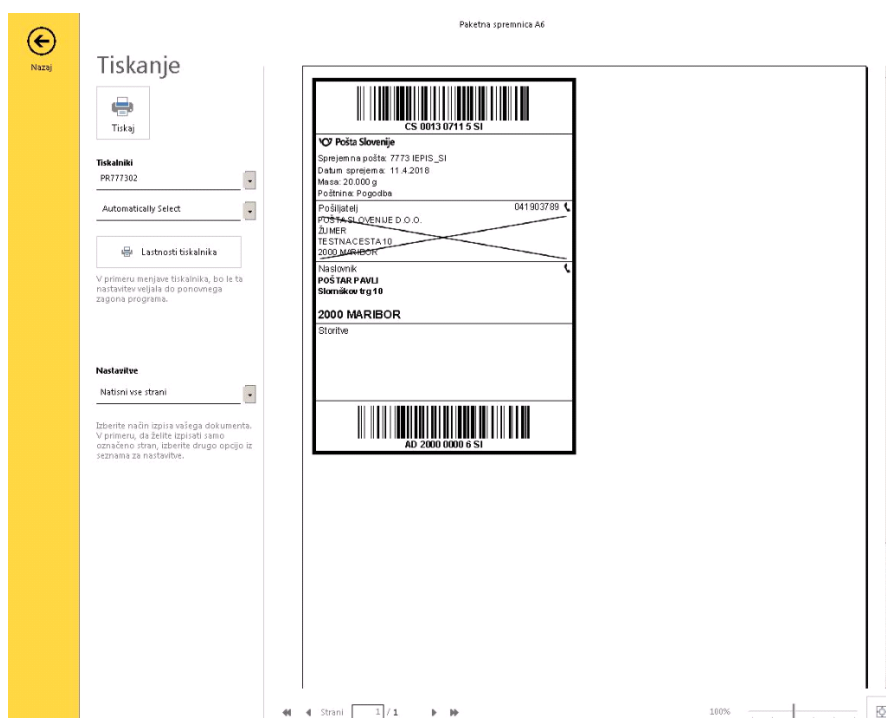 Paketna spremnica A6
Nazaj
Tiskanje
Tiskaj
Tiskalniki
PR777302
Automatically Select
Lastnosti tiskalnika
V primeru menjave tiskalnika, bo le ta
nastavitev veljala do ponovnega
zagona programa.
Nastavitve
Natisni vse strani
Izberite način izpisa vašega dokumenta.
V primeru, da želite izpisati samo
označeno stran, izberite drugo opcijo iz
seznama za nastavitve.
CS 0013 0711 5 SI
Pošta Slovenije
Sprejemna pošta: 7773 IEPIS_SI
Datum sprejema: 11.4.2018
Masa: 20.000 g
Poštnina: Pogodba
Pošiljatelj 041903789
POŠTA SLOVENIJE D.O.O.
ŽUMER
TESTNA CESTA 10
2000 MARIBOR
Naslovnik
POŠTAR PAVLI
Slomškov trg 10
2000 MARIBOR
Storitve
AD 2000 0000 6 SI
Strani 1 / 1
100%